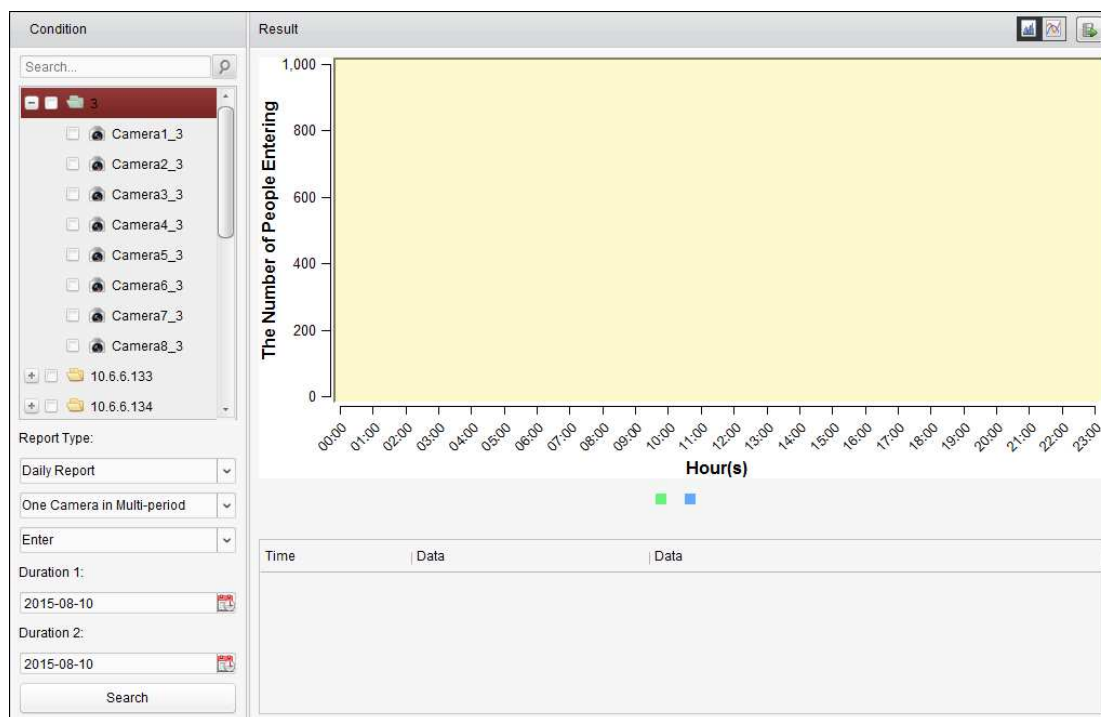 Condition
Search...
3
Camera1_3
Camera2_3
Camera3_3
Camera4_3
Camera5_3
Camera6_3
Camera7_3
Camera8_3
10.6.6.133
10.6.6.134
Report Type:
Daily Report
One Camera in Multi-period
Enter
Duration 1:
2015-08-10
Duration 2:
2015-08-10
Search
Result
The Number of People Entering
1,000
800
600
400
200
0
00:00 01:00 02:00 03:00 04:00 05:00 06:00 07:00 08:00 09:00 10:00 11:00 12:00 13:00 14:00 15:00 16:00 17:00 18:00 19:00 20:00 21:00 22:00 23:00
Hour(s)
Time Data Data